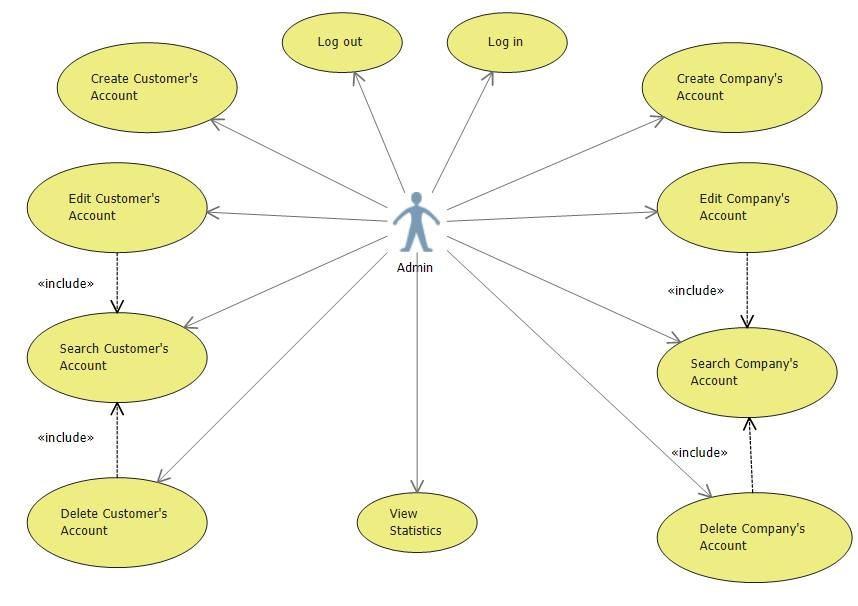 Log out
Log in
Create Customer's
Account
Create Company's
Account
Edit Customer's
Account
Edit Company's
Account
Admin
«include»
«include»
Search Customer's
Account
Search Company's
Account
«include»
«include»
Delete Customer's
Account
View
Statistics
Delete Company's
Account